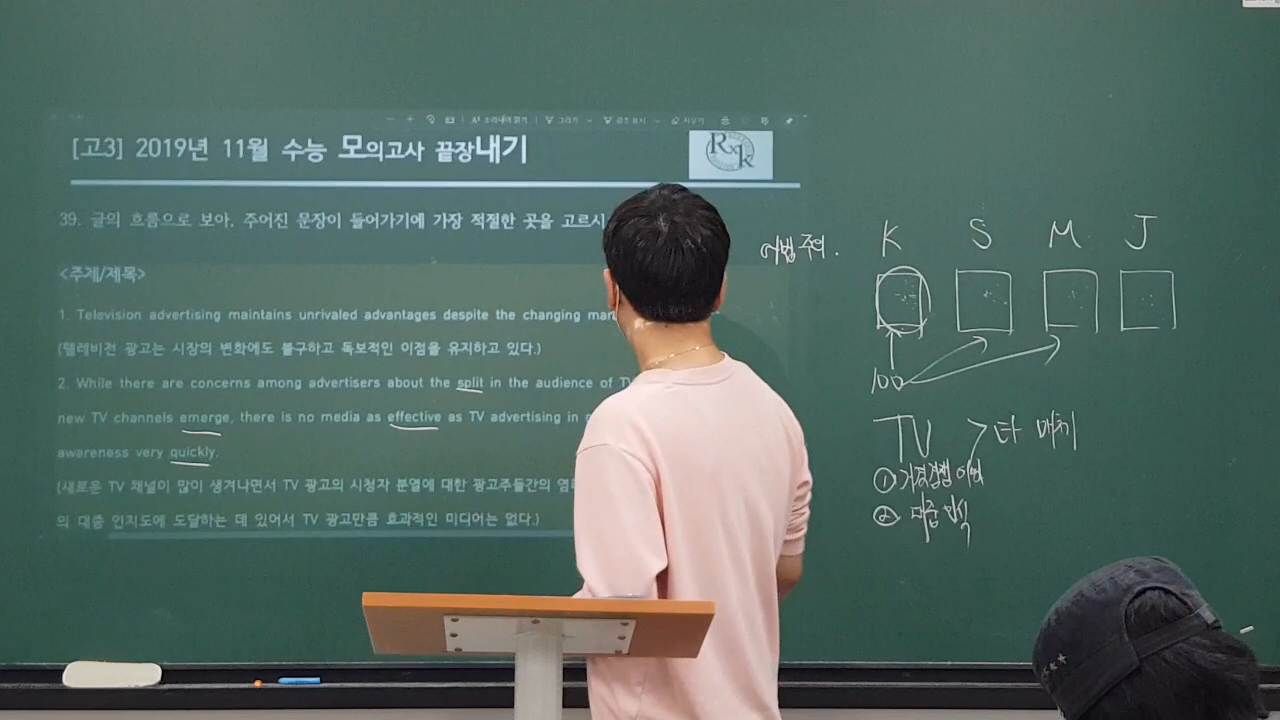 [고3] 2019년 11월 수능 모의고사 끝장내기
RxK
39. 글의 흐름으로 보아, 주어진 문장이 들어가기에 가장 적절한 곳을 고르시
<주제/제목>
1. Television advertising maintains unrivaled advantages despite the changing mar
(텔레비전 광고는 시장의 변화에도 불구하고 독보적인 이점을 유지하고 있다.)
2. While there are concerns among advertisers about the split in the audience of TV
new TV channels emerge, there is no media as effective as TV advertising in
awareness very quickly.
(새로운 TV 채널이 많이 생겨나면서 TV 광고의 시청자 분열에 대한 광고주들간의
의 대중 인지도에 도달하는 데 있어서 TV 광고만큼 효과적인 미디어는 없다.)
어법 주의.
K S M J
100
TV > 타 매체
①
② 대중 인식